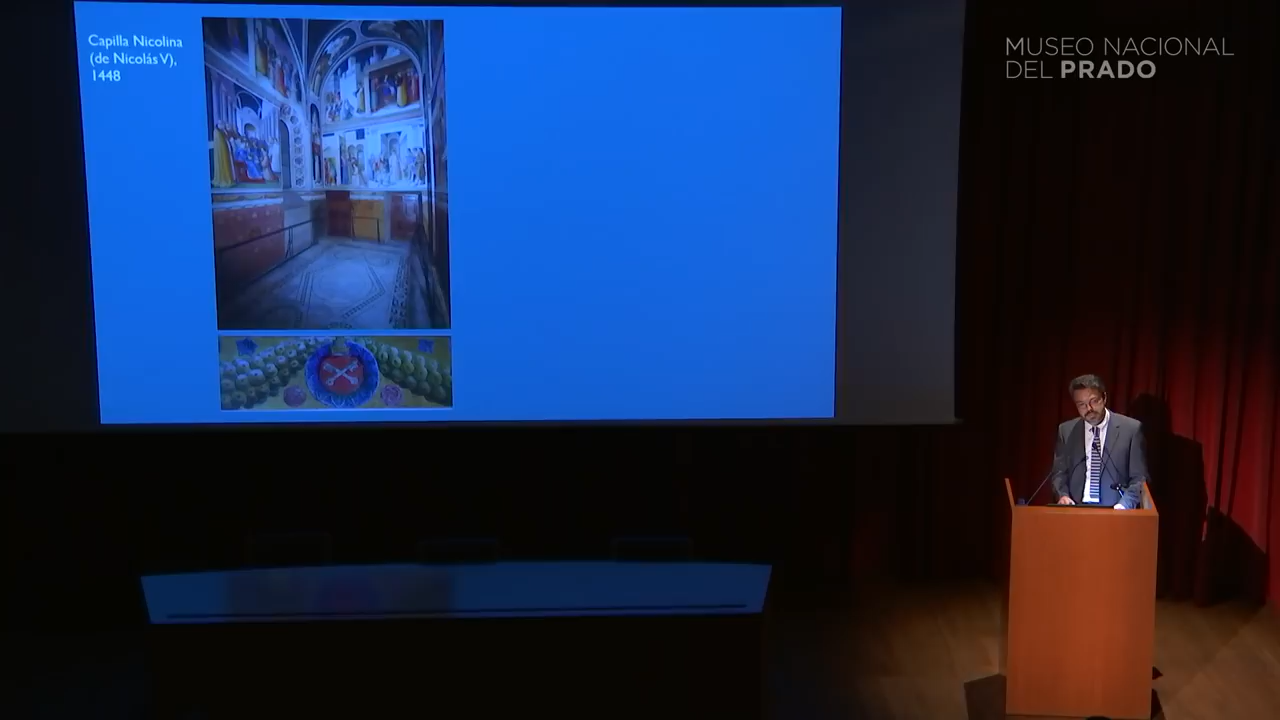 Capilla Nicolina
(de Nicolás V),
1448
MUSEO NACIONAL
DEL PRADO